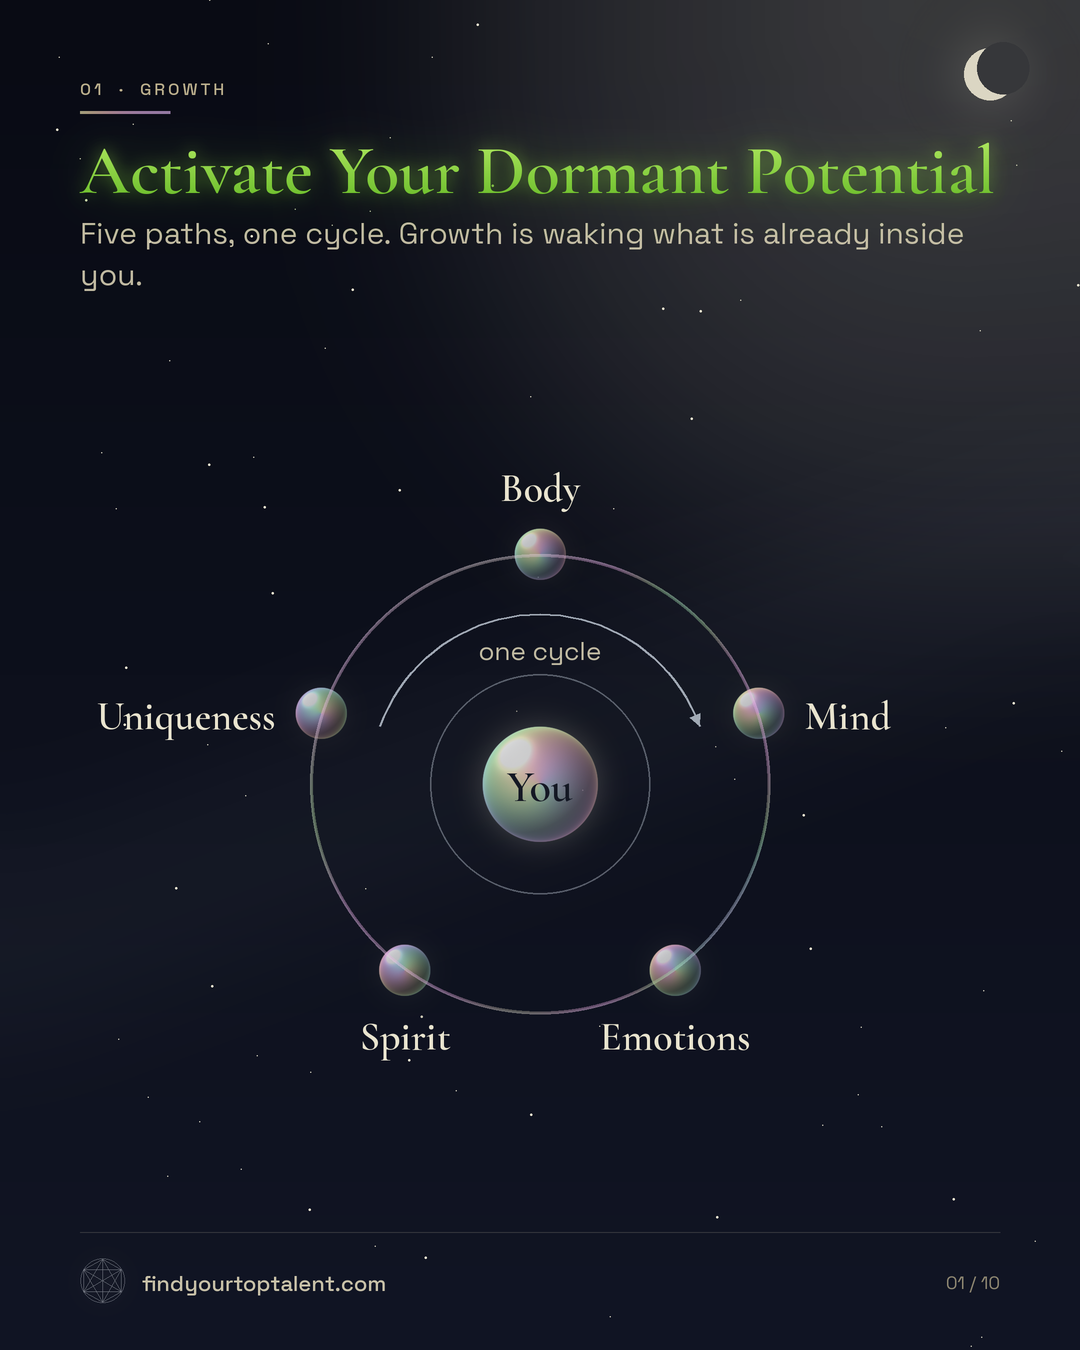 01 · GROWTH
Activate Your Dormant Potential
Five paths, one cycle. Growth is waking what is already inside
you.
Body
one cycle
Uniqueness
Mind
You
Spirit
Emotions
findyourtoptalent.com
01 / 10